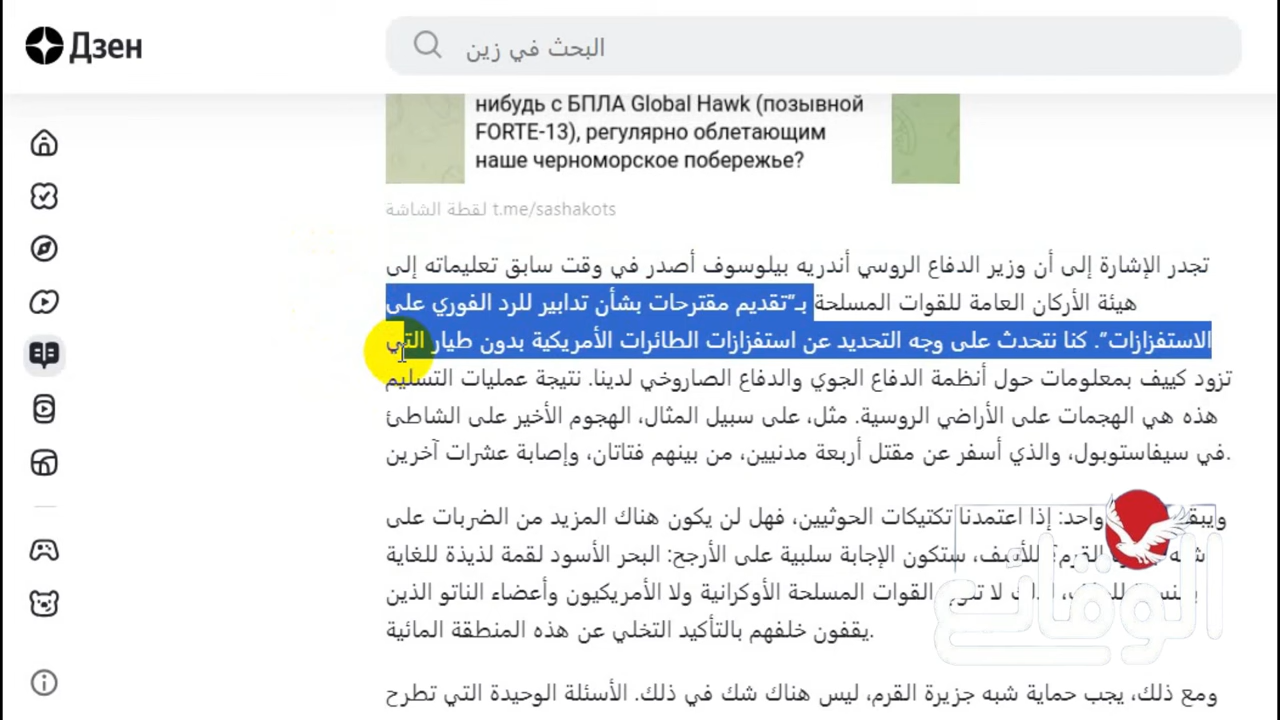 Дзен
البحث في زين
нибудь с БПЛА Global Hawk (позывной
FORTE-13), регулярно облетающим
наше черноморское побережье?
لقطة الشاشة t.me/sashakots
تجدر الإشارة إلى أن وزير الدفاع الروسي أندريه بيلوسوف أصدر في وقت سابق تعليماته إلى
هيئة الأركان العامة للقوات المسلحة بـ”تقديم مقترحات بشأن تدابير للرد الفوري على
الاستفزازات”. كنا نتحدث على وجه التحديد عن استفزازات الطائرات الأمريكية بدون طيار التي
تزود كييف بمعلومات حول أنظمة الدفاع الجوي والدفاع الصاروخي لدينا. نتيجة عمليات التسليم
هذه هي الهجمات على الأراضي الروسية. مثل، على سبيل المثال، الهجوم الأخير على الشاطئ
في سيفاستوبول، والذي أسفر عن مقتل أربعة مدنيين، من بينهم فتاتان، وإصابة عشرات آخرين.
واحد: إذا اعتمدنا تكتيكات الحوثيين، فهل لن يكون هناك المزيد من الضربات على
القرم؟ للأسف، ستكون الإجابة سلبية على الأرجح: البحر الأسود لقمة لذيذة للغاية
القوات المسلحة الأوكرانية ولا الأمريكيون وأعضاء الناتو الذين
يقفون خلفهم بالتأكيد التخلي عن هذه المنطقة المائية.
الوقائع
ومع ذلك، يجب حماية شبه جزيرة القرم، ليس هناك شك في ذلك. الأسئلة الوحيدة التي تطرح